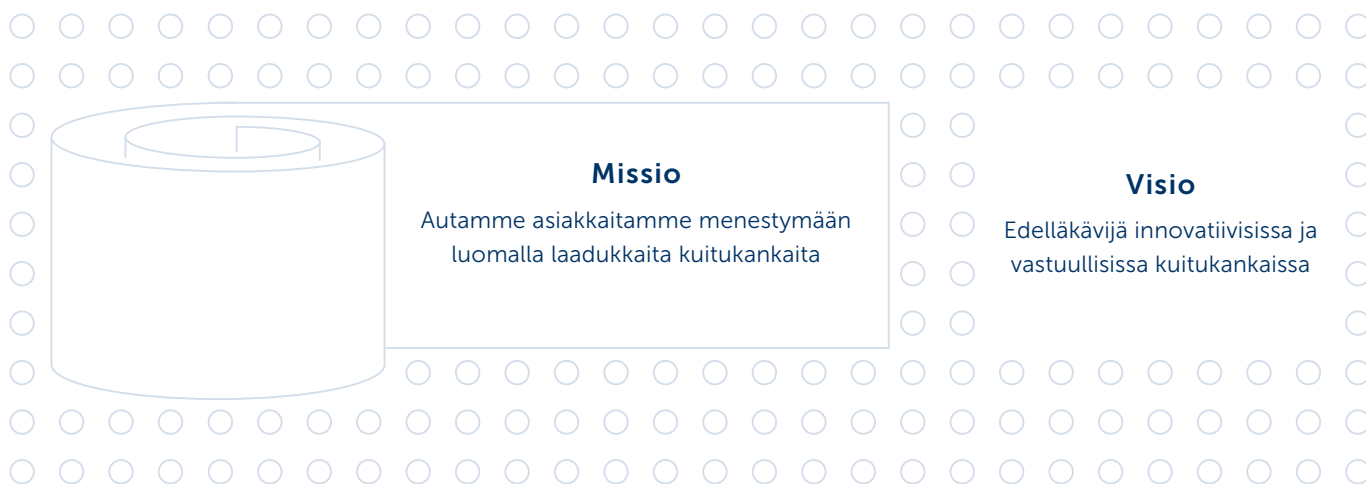 Missio
Autamme asiakkaitamme menestymään
luomalla laadukkaita kuitukankaita
Visio
Edelläkävijä innovatiivisissa ja
vastuullisissa kuitukankaissa